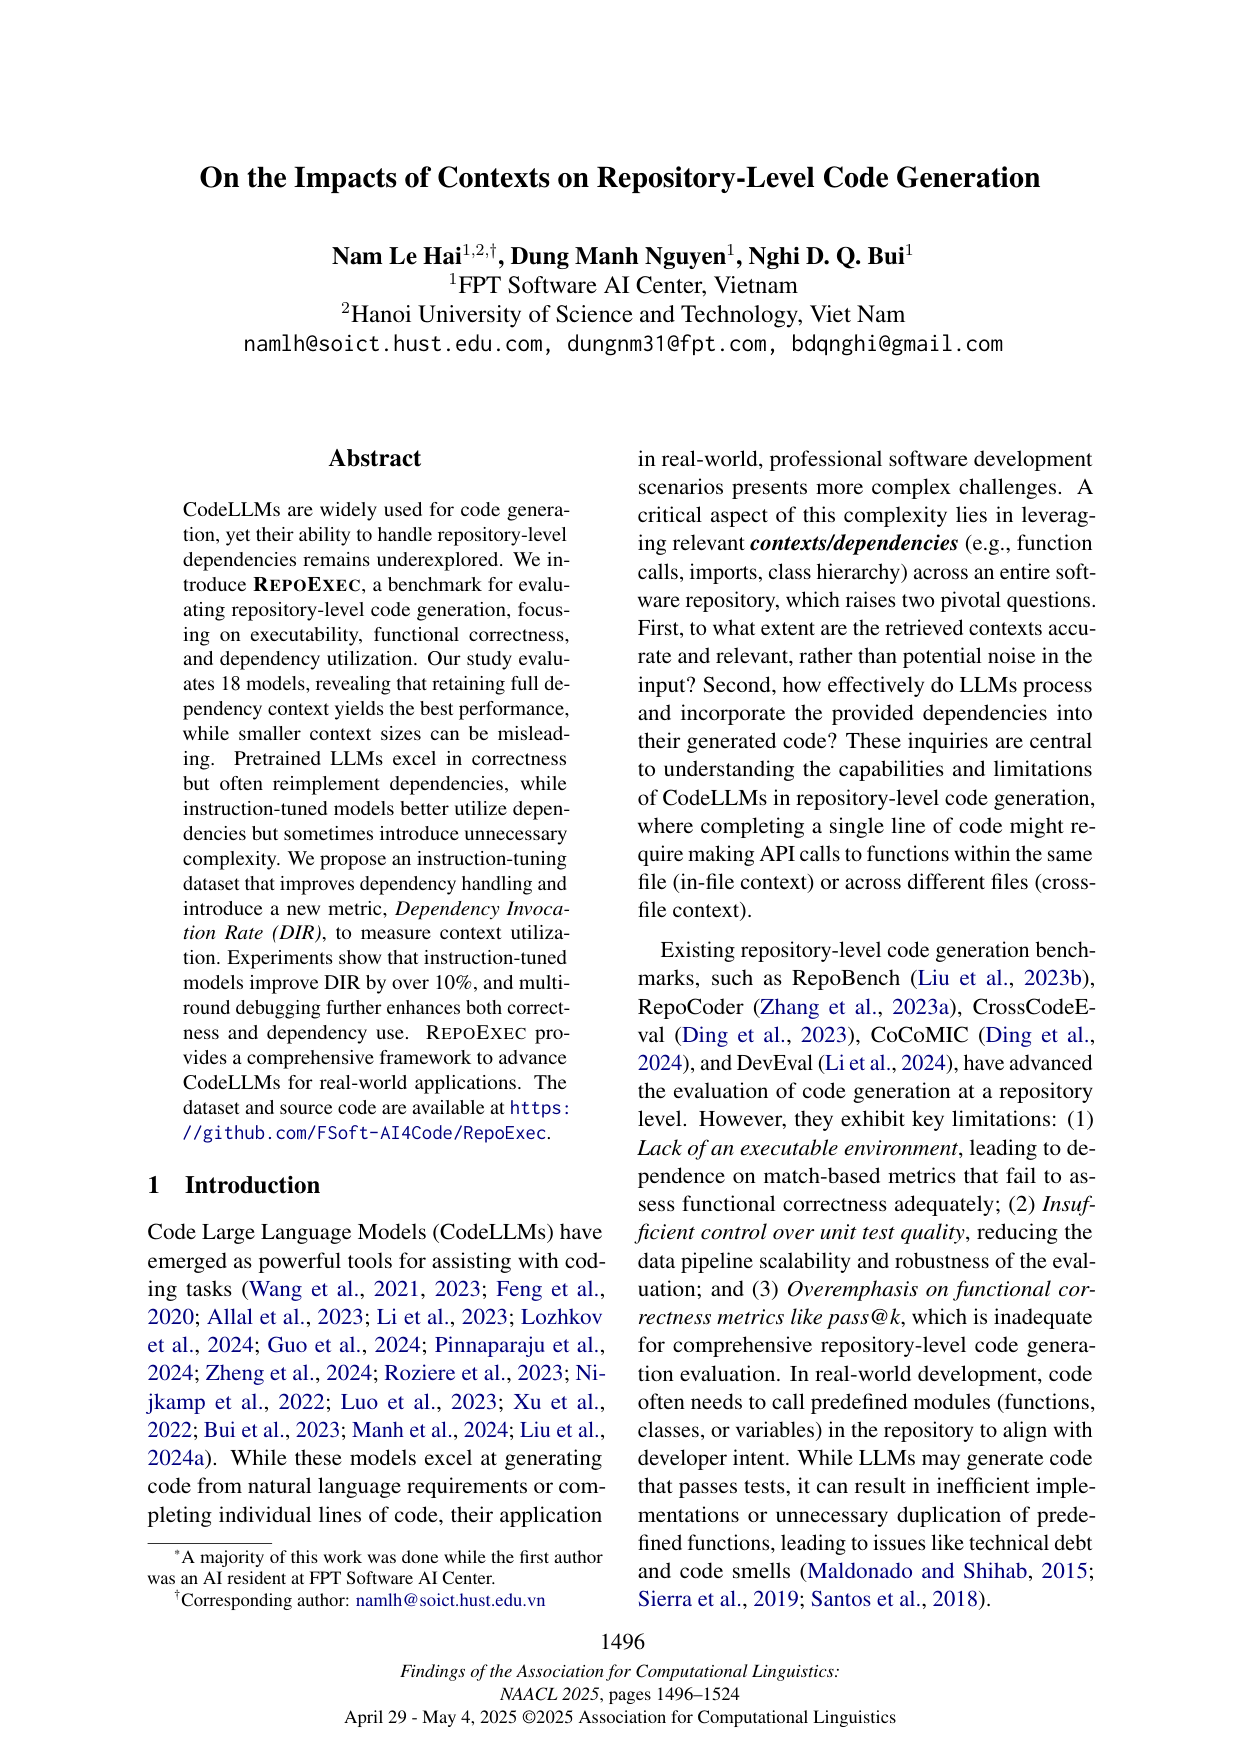 On the Impacts of Contexts on Repository-Level Code Generation
Nam Le Hai1,2,†, Dung Manh Nguyen1, Nghi D. Q. Bui1
1FPT Software AI Center, Vietnam
2Hanoi University of Science and Technology, Viet Nam
namlh@soict.hust.edu.com, dungnm31@fpt.com, bdqnghi@gmail.com
Abstract
CodeLLMs are widely used for code genera-
tion, yet their ability to handle repository-level
dependencies remains underexplored. We in-
troduce REPOEXEC, a benchmark for evalu-
ating repository-level code generation, focus-
ing on executability, functional correctness,
and dependency utilization. Our study evalu-
ates 18 models, revealing that retaining full de-
pendency context yields the best performance,
while smaller context sizes can be mislead-
ing. Pretrained LLMs excel in correctness
but often reimplement dependencies, while
instruction-tuned models better utilize depen-
dencies but sometimes introduce unnecessary
complexity. We propose an instruction-tuning
dataset that improves dependency handling and
introduce a new metric, Dependency Invoca-
tion Rate (DIR), to measure context utiliza-
tion. Experiments show that instruction-tuned
models improve DIR by over 10%, and multi-
round debugging further enhances both correct-
ness and dependency use. REPOEXEC pro-
vides a comprehensive framework to advance
CodeLLMs for real-world applications. The
dataset and source code are available at https:
//github.com/FSoft-AI4Code/RepoExec.
1 Introduction
Code Large Language Models (CodeLLMs) have
emerged as powerful tools for assisting with cod-
ing tasks (Wang et al., 2021, 2023; Feng et al.,
2020; Allal et al., 2023; Li et al., 2023; Lozhkov
et al., 2024; Guo et al., 2024; Pinnaparaju et al.,
2024; Zheng et al., 2024; Roziere et al., 2023; Ni-
jkamp et al., 2022; Luo et al., 2023; Xu et al.,
2022; Bui et al., 2023; Manh et al., 2024; Liu et al.,
2024a). While these models excel at generating
code from natural language requirements or com-
pleting individual lines of code, their application
*A majority of this work was done while the first author
was an AI resident at FPT Software AI Center.
†Corresponding author: namlh@soict.hust.edu.vn
in real-world, professional software development
scenarios presents more complex challenges. A
critical aspect of this complexity lies in leverag-
ing relevant contexts/dependencies (e.g., function
calls, imports, class hierarchy) across an entire soft-
ware repository, which raises two pivotal questions.
First, to what extent are the retrieved contexts accu-
rate and relevant, rather than potential noise in the
input? Second, how effectively do LLMs process
and incorporate the provided dependencies into
their generated code? These inquiries are central
to understanding the capabilities and limitations
of CodeLLMs in repository-level code generation,
where completing a single line of code might re-
quire making API calls to functions within the same
file (in-file context) or across different files (cross-
file context).
Existing repository-level code generation bench-
marks, such as RepoBench (Liu et al., 2023b),
RepoCoder (Zhang et al., 2023a), CrossCodeE-
val (Ding et al., 2023), CoCoMIC (Ding et al.,
2024), and DevEval (Li et al., 2024), have advanced
the evaluation of code generation at a repository
level. However, they exhibit key limitations: (1)
Lack of an executable environment, leading to de-
pendence on match-based metrics that fail to as-
sess functional correctness adequately; (2) Insuf-
ficient control over unit test quality, reducing the
data pipeline scalability and robustness of the eval-
uation; and (3) Overemphasis on functional cor-
rectness metrics like pass@k, which is inadequate
for comprehensive repository-level code genera-
tion evaluation. In real-world development, code
often needs to call predefined modules (functions,
classes, or variables) in the repository to align with
developer intent. While LLMs may generate code
that passes tests, it can result in inefficient imple-
mentations or unnecessary duplication of prede-
fined functions, leading to issues like technical debt
and code smells (Maldonado and Shihab, 2015;
Sierra et al., 2019; Santos et al., 2018).
1496
Findings of the Association for Computational Linguistics:
NAACL 2025, pages 1496–1524
April 29 - May 4, 2025 ©2025 Association for Computational Linguistics